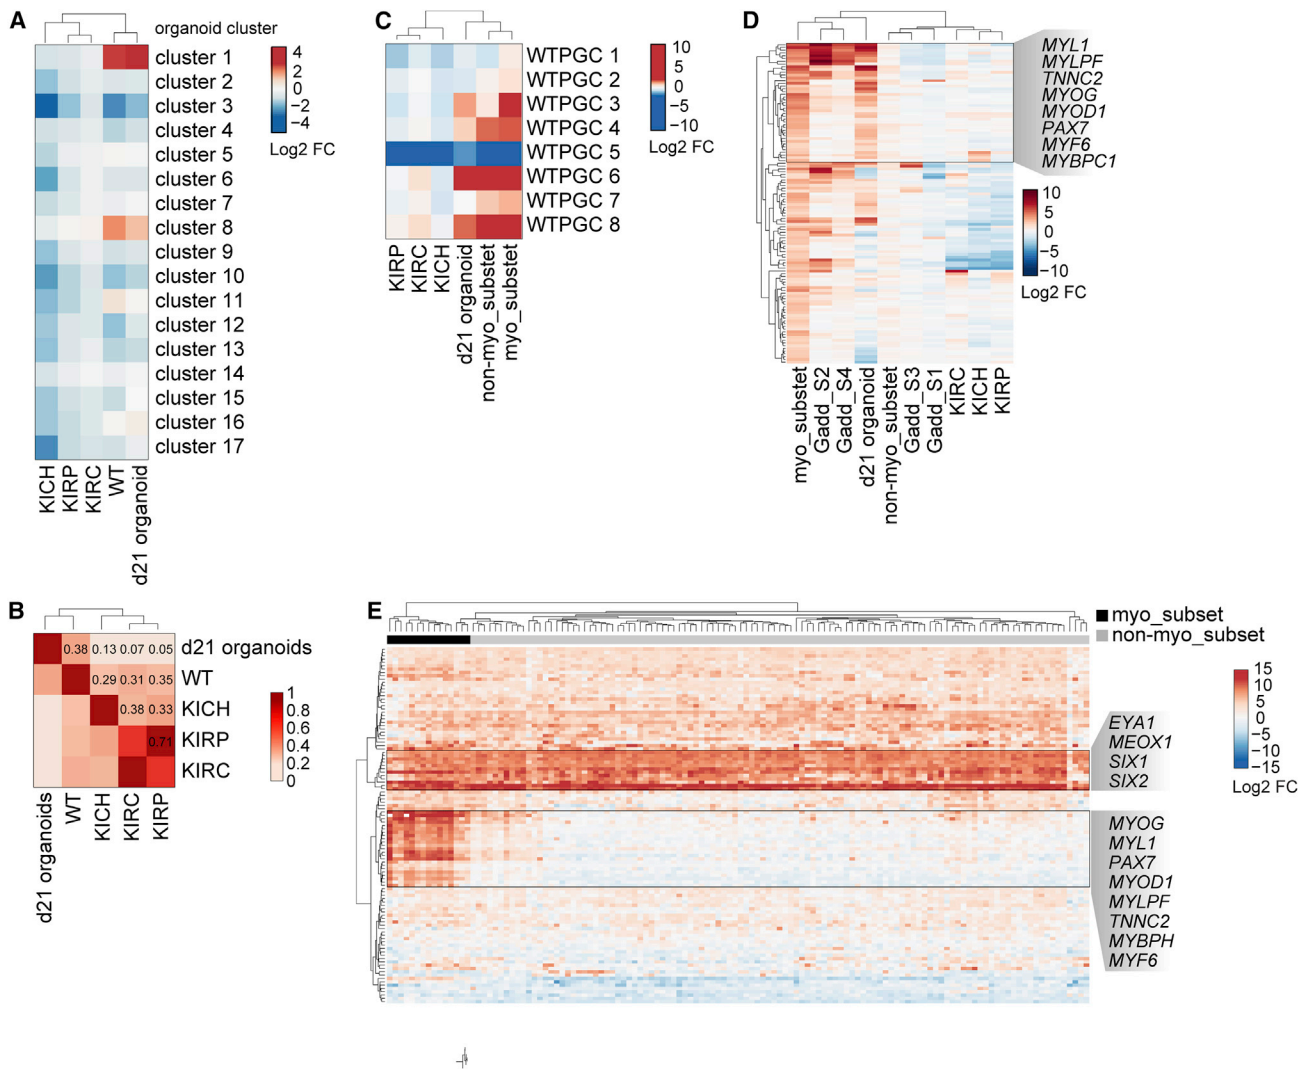 A
organoid cluster
cluster 1
cluster 2
cluster 3
cluster 4
cluster 5
cluster 6
cluster 7
cluster 8
cluster 9
cluster 10
cluster 11
cluster 12
cluster 13
cluster 14
cluster 15
cluster 16
cluster 17
4
2
0
−2
−4
Log2 FC
KICH
KIRP
KIRC
WT
d21 organoid
C
WTPGC 1
WTPGC 2
WTPGC 3
WTPGC 4
WTPGC 5
WTPGC 6
WTPGC 7
WTPGC 8
10
5
0
−5
−10
Log2 FC
KIRP
KIRC
KICH
d21 organoid
non-myo_substet
myo_substet
D
MYL1
MYLPF
TNNC2
MYOG
MYOD1
PAX7
MYF6
MYBPC1
10
5
0
−5
−10
Log2 FC
myo_substet
Gadd_S2
Gadd_S4
d21 organoid
non-myo_substet
Gadd_S3
Gadd_S1
KIRC
KICH
KIRP
B
0.38 0.13 0.07 0.05 d21 organoids
0.29 0.31 0.35 WT
0.38 0.33 KICH
0.71 KIRP
KIRC
1
0.8
0.6
0.4
0.2
0
d21 organoids
WT
KICH
KIRC
KIRP
E
myo_subset
non-myo_subset
15
10
5
0
−5
−10
−15
Log2 FC
EYA1
MEOX1
SIX1
SIX2
MYOG
MYL1
PAX7
MYOD1
MYLPF
TNNC2
MYBPH
MYF6